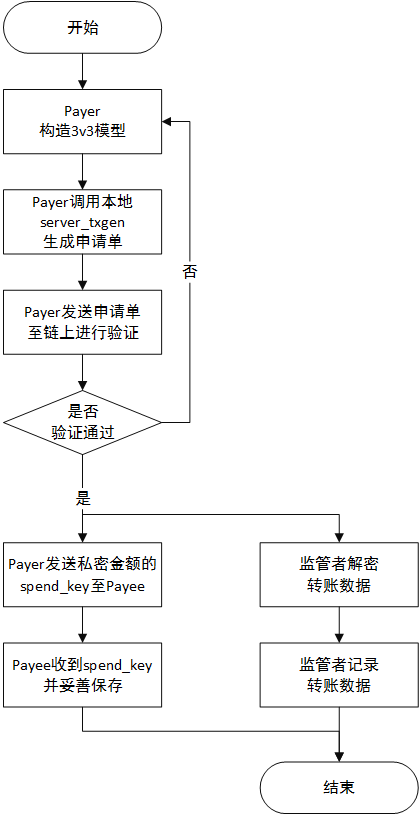 开始
Payer
构造3v3模型
Payer调用本地
server_txgen
生成申请单
否
Payer发送申请单
至链上进行验证
是否
验证通过
是
Payer发送私密金额的
spend_key至Payee
监管者解密
转账数据
Payee收到spend_key
并妥善保存
监管者记录
转账数据
结束